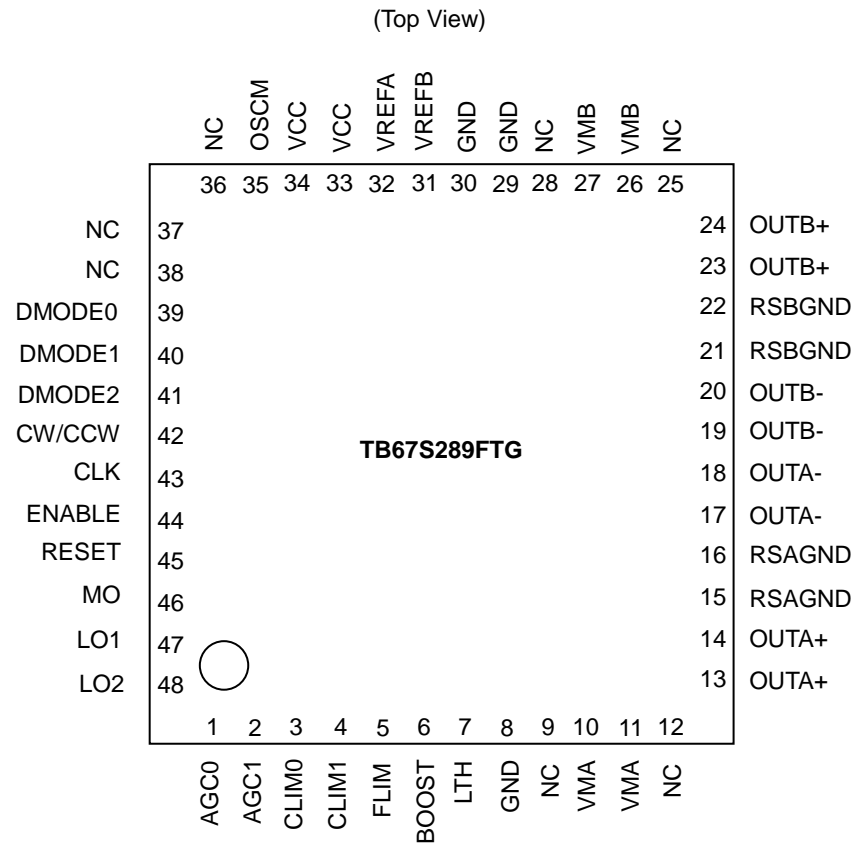 (Top View)
NC OSCM VCC VCC VREFA VREFB GND GND NC VMB VMB NC
36 35 34 33 32 31 30 29 28 27 26 25
NC 37
NC 38
DMODE0 39
DMODE1 40
DMODE2 41
CW/CCW 42
CLK 43
ENABLE 44
RESET 45
MO 46
LO1 47
LO2 48
TB67S289FTG
24 OUTB+
23 OUTB+
22 RSBGND
21 RSBGND
20 OUTB-
19 OUTB-
18 OUTA-
17 OUTA-
16 RSAGND
15 RSAGND
14 OUTA+
13 OUTA+
1 2 3 4 5 6 7 8 9 10 11 12
AGC0 AGC1 CLIM0 CLIM1 FLIM BOOST LTH GND NC VMA VMA NC